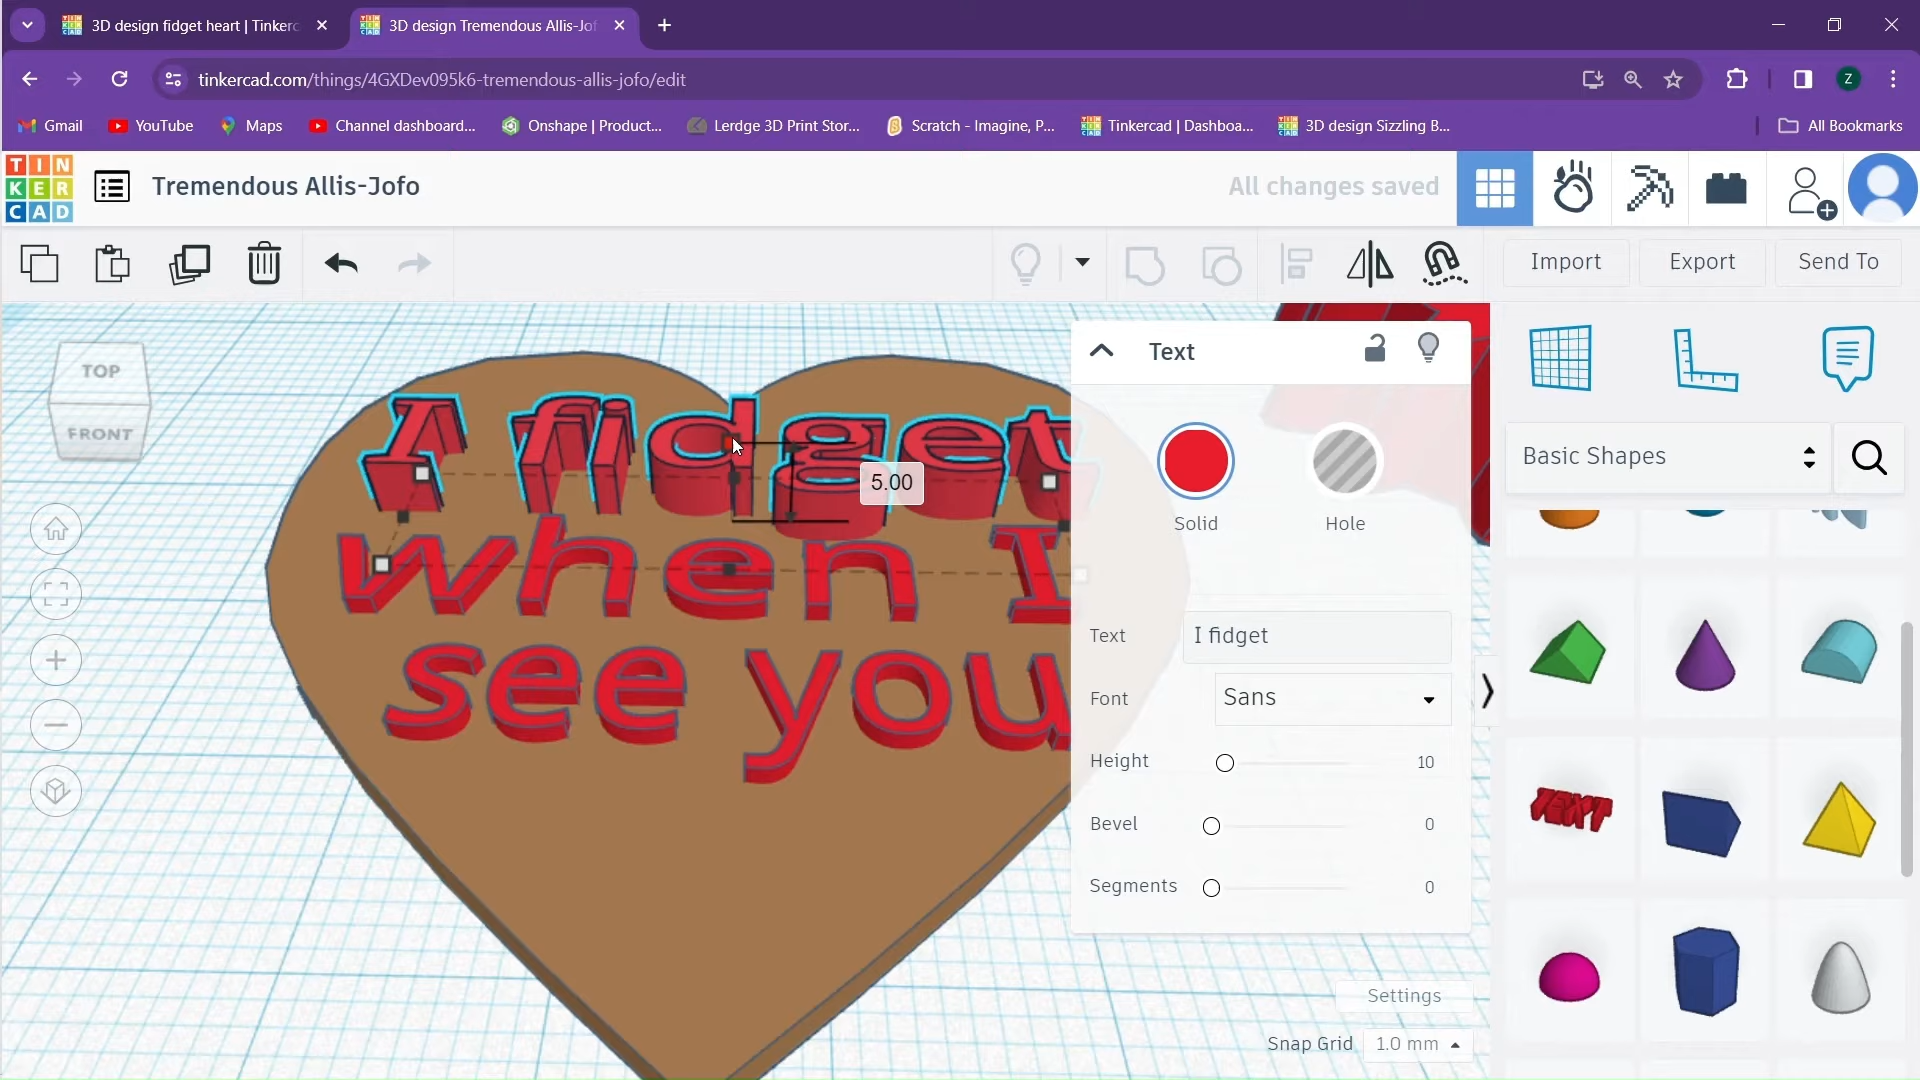 3D design fidget heart | Tinkerc
3D design Tremendous Allis-Jof
tinkercad.com/things/4GXDev095k6-tremendous-allis-jofo/edit
Z
Gmail
YouTube
Maps
Channel dashboard...
Onshape | Product...
Lerdge 3D Print Stor...
Scratch - Imagine, P...
Tinkercad | Dashboa...
3D design Sizzling B...
All Bookmarks
TIN
KER
CAD
Tremendous Allis-Jofo
All changes saved
Import
Export
Send To
TOP
FRONT
I fidget
when I
see you
5.00
Text
Solid
Hole
Text
I fidget
Font
Sans
Height
10
Bevel
0
Segments
0
Settings
Snap Grid
1.0 mm
Basic Shapes
TEXT